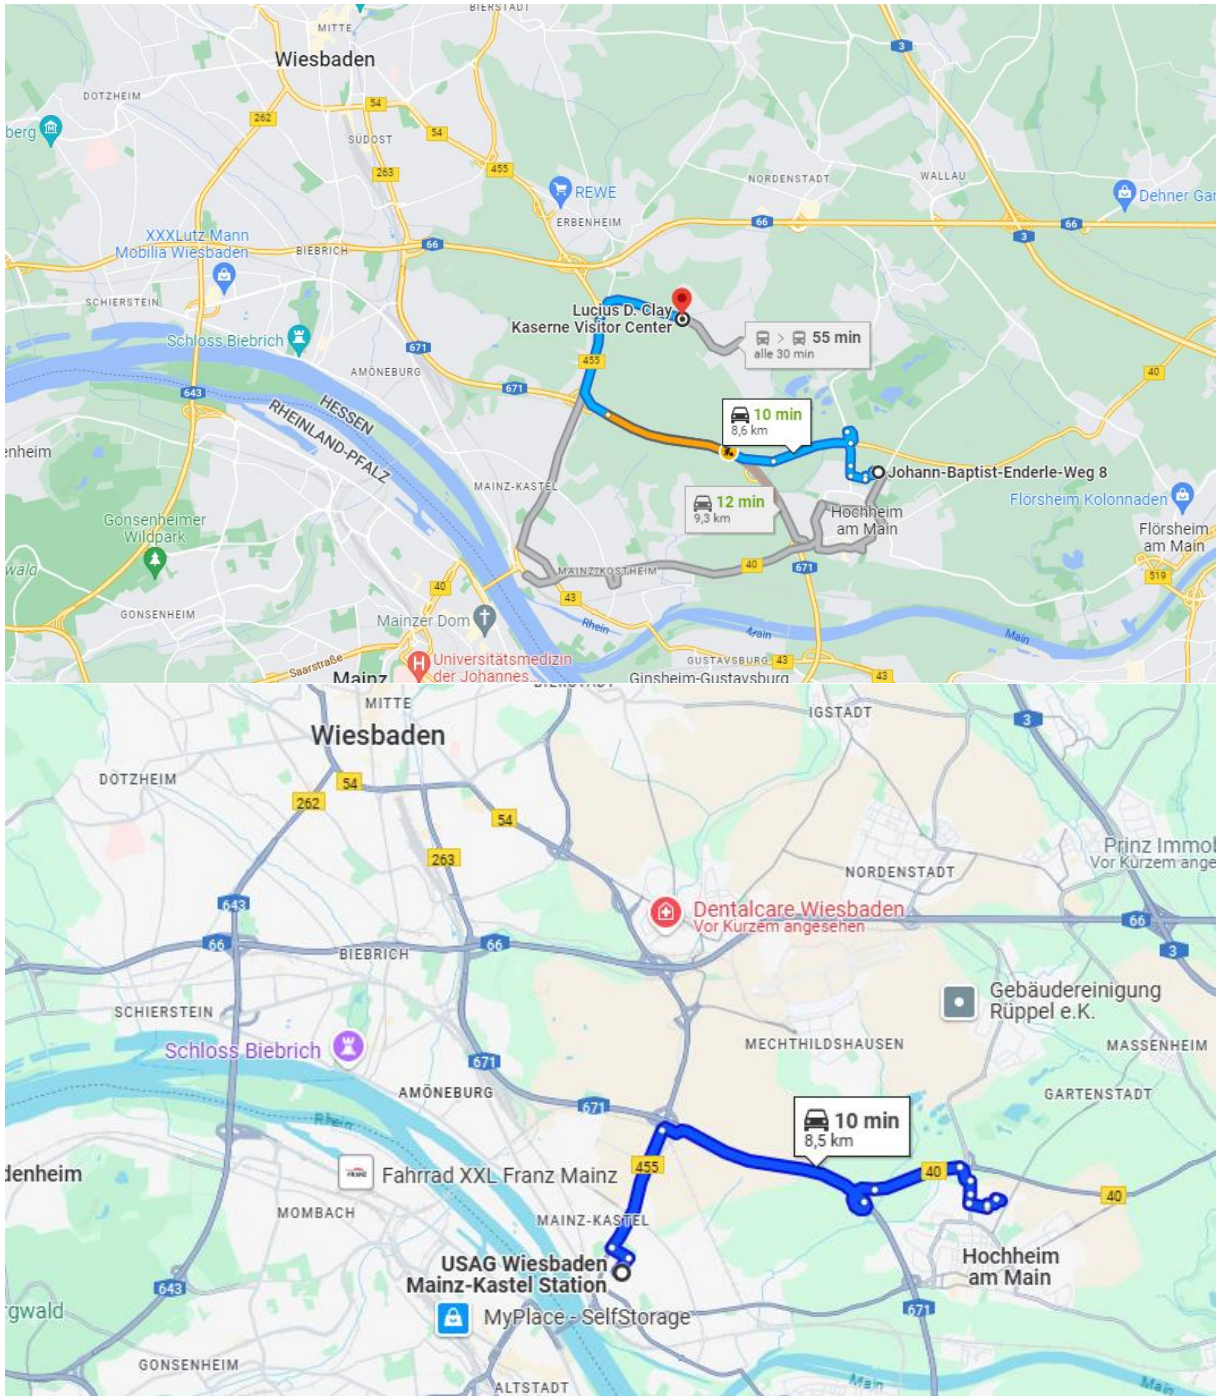 BIERSTADT
MITTE
Wiesbaden
3
DOTZHEIM
54
262
54
berg
SÜDOST
455
263
NORDENSTADT
WALLAU
REWE
Dehner Gar
ERBENHEIM
66
66
XXXLutz Mann
Mobilia Wiesbaden
BIEBRICH
66
3
SCHIERSTEIN
Lucius D. Clay
Kaserne Visitor Center
55 min
alle 30 min
Schloss Biebrich
671
455
AMÖNEBURG
40
643
671
HESSEN
RHEINLAND-PFALZ
10 min
8,6 km
nheim
Johann-Baptist-Enderle-Weg 8
MAINZ-KASTEL
12 min
9,3 km
Flörsheim Kolonnaden
Hochheim
am Main
Gonsenheimer
Wildpark
Flörsheim
am Main
wald
MAINZ-KOSTHEIM
40
671
519
40
43
GONSENHEIM
Mainzer Dom
Rhein
Main
Main
Saarstraße
Universitätsmedizin
der Johannes...
GUSTAVSBURG
43
43
Mainz
Ginsheim-Gustavsburg
BIERSTADT
MITTE
IGSTADT
3
Wiesbaden
DOTZHEIM
54
262
54
263
Prinz Immob
Vor Kurzem ange
NORDENSTADT
643
Dentalcare Wiesbaden
Vor Kurzem angesehen
66
66
66
3
BIEBRICH
Gebäudereinigung
Rüppel e.K.
SCHIERSTEIN
Schloss Biebrich
MECHTHILDSHAUSEN
MASSENHEIM
671
AMÖNEBURG
GARTENSTADT
671
Rhein
10 min
8,5 km
denheim
FRANZ
Fahrrad XXL Franz Mainz
455
40
40
MOMBACH
MAINZ-KASTEL
USAG Wiesbaden
Mainz-Kastel Station
Hochheim
am Main
643
671
rgwald
MyPlace - SelfStorage
GONSENHEIM
Main
Main
ALTSTADT